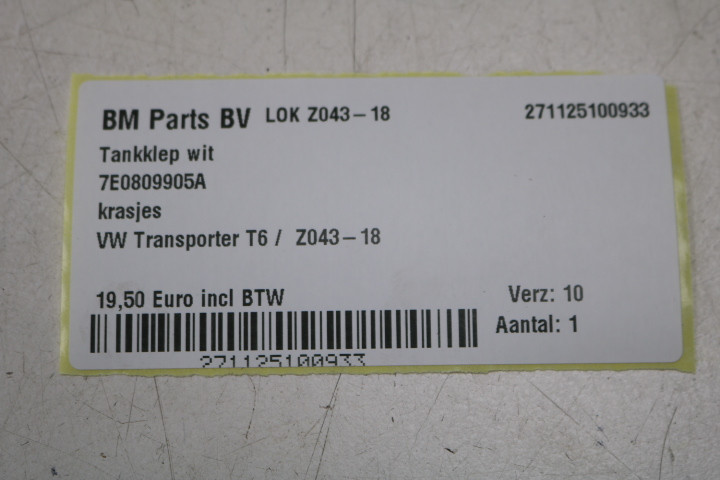 BM Parts BV LOK Z043-18 271125100933
Tankklep wit
7E0809905A
krasjes
VW Transporter T6 / Z043-18
19,50 Euro incl BTW Verz: 10
Aantal: 1
271125100933